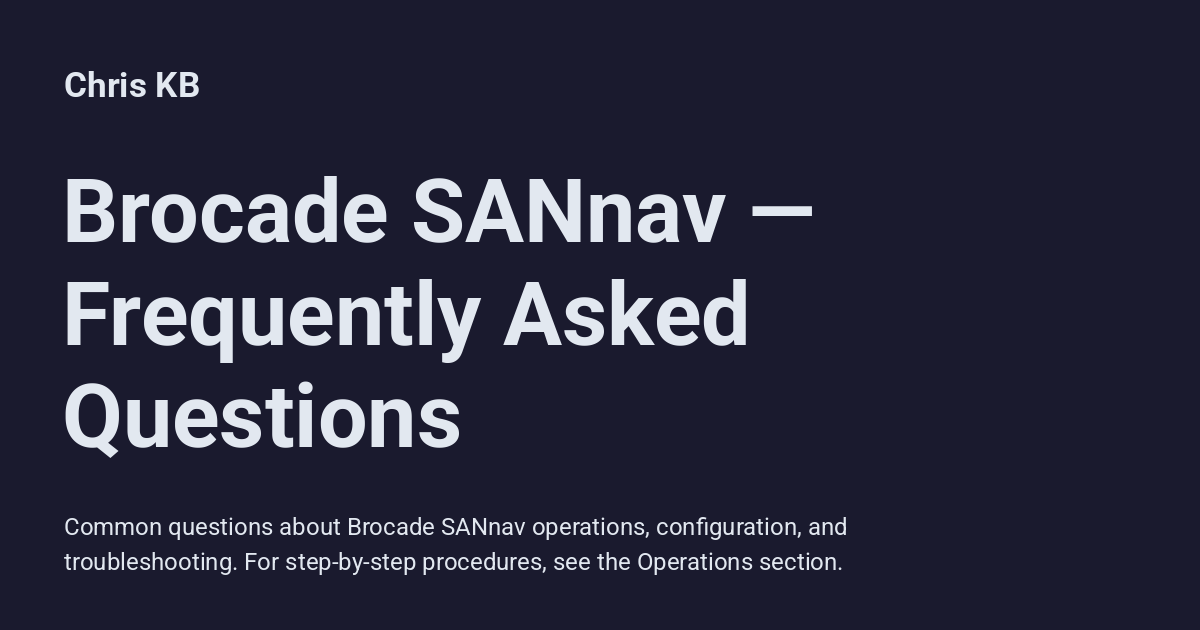 Chris KB
Brocade SANnav —
Frequently Asked
Questions
Common questions about Brocade SANnav operations, configuration, and
troubleshooting. For step-by-step procedures, see the Operations section.